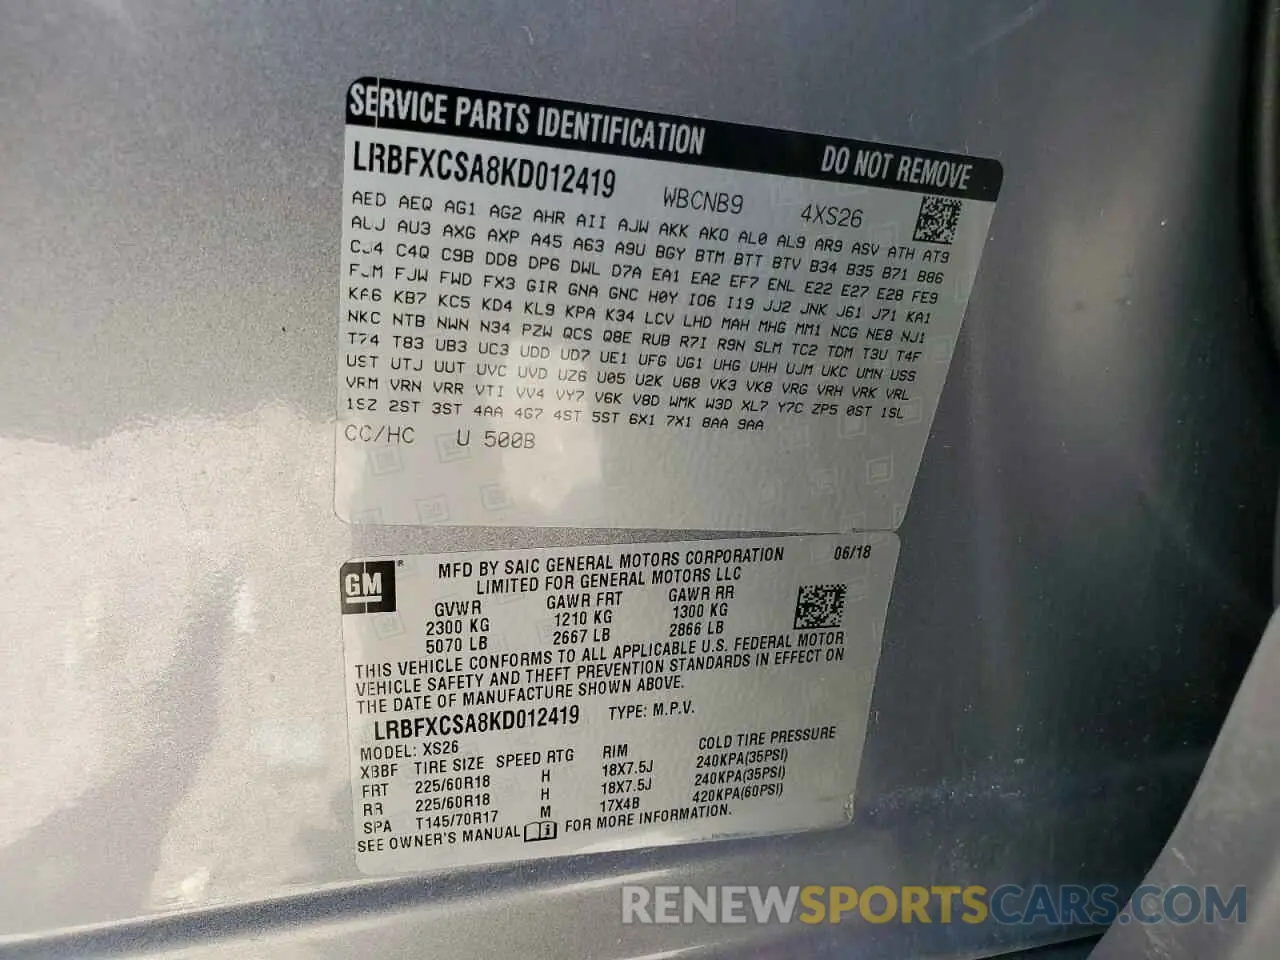 SERVICE PARTS IDENTIFICATION DO NOT REMOVE
LRBFXCSA8KD012419 WBCNB9 4XS26
AED AEQ AG1 AG2 AHR AII AJW AKK AKO AL0 AL9 AR9 ASV ATH AT9
ALJ AU3 AXG AXP A45 A63 A9U BGY BTM BTT BTV B34 B35 B71 B86
CJ4 C4Q C9B DD8 DP6 DWL D7A EA1 EA2 EF7 ENL E22 E27 E28 FE9
FJM FJW FWD FX3 GIR GNA GNC H0Y IO6 I19 JJ2 JNK J61 J71 KA1
KA6 KB7 KC5 KD4 KL9 KPA K34 LCV LHD MAH MHG MM1 NCG NE8 NJ1
NKC NTB NWN N34 PZW QCS Q8E RUB R7I R9N SLM TC2 TDM T3U T4F
T74 T83 UB3 UC3 UDD UD7 UE1 UFG UG1 UHG UHH UJM UKC UMN USS
UST UTJ UUT UVC UVD UZ6 U05 U2K U68 VK3 VK8 VRG VRH VRK VRL
VRM VRN VRR VTI VV4 VY7 V6K V8D WMK W3D XL7 Y7C ZP5 0ST 1SL
1SZ 2ST 3ST 4AA 4G7 4ST 5ST 6X1 7X1 8AA 9AA
CC/HC U 500B
GM ® MFD BY SAIC GENERAL MOTORS CORPORATION 06/18
LIMITED FOR GENERAL MOTORS LLC
GVWR GAWR FRT GAWR RR
2300 KG 1210 KG 1300 KG
5070 LB 2667 LB 2866 LB
THIS VEHICLE CONFORMS TO ALL APPLICABLE U.S. FEDERAL MOTOR
VEHICLE SAFETY AND THEFT PREVENTION STANDARDS IN EFFECT ON
THE DATE OF MANUFACTURE SHOWN ABOVE.
LRBFXCSA8KD012419 TYPE: M.P.V.
MODEL: XS26
XBBF TIRE SIZE SPEED RTG RIM COLD TIRE PRESSURE
FRT 225/60R18 H 18X7.5J 240KPA(35PSI)
RR 225/60R18 H 18X7.5J 240KPA(35PSI)
SPA T145/70R17 M 17X4B 420KPA(60PSI)
SEE OWNER'S MANUAL FOR MORE INFORMATION.
RENEWSPORTSCARS.COM